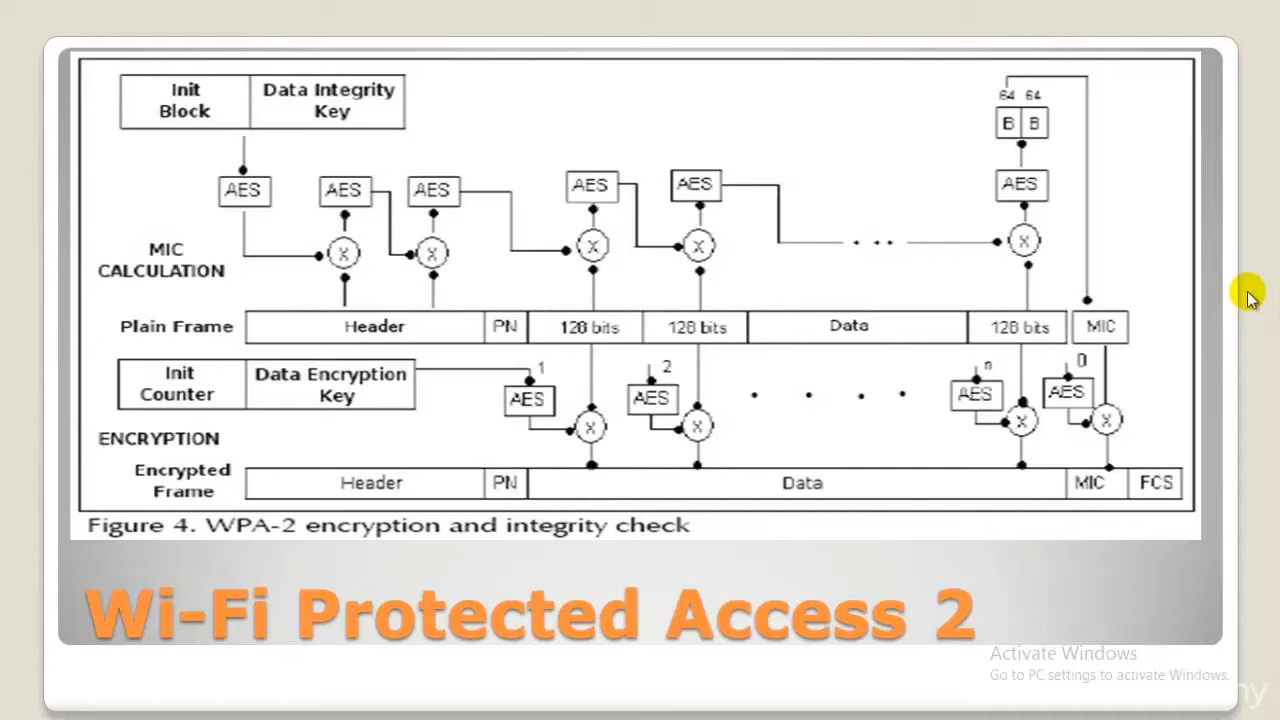 Init Block
Data Integrity Key
64 64
B B
AES AES AES AES AES AES
X X X X X
MIC CALCULATION
Plain Frame Header PN 128 bits 128 bits Data 128 bits MIC
Init Counter
Data Encryption Key
1 2 n 0
AES AES AES AES
X X X X
ENCRYPTION
Encrypted Frame Header PN Data MIC FCS
Figure 4. WPA-2 encryption and integrity check
Wi-Fi Protected Access 2
Activate Windows
Go to PC settings to activate Windows.